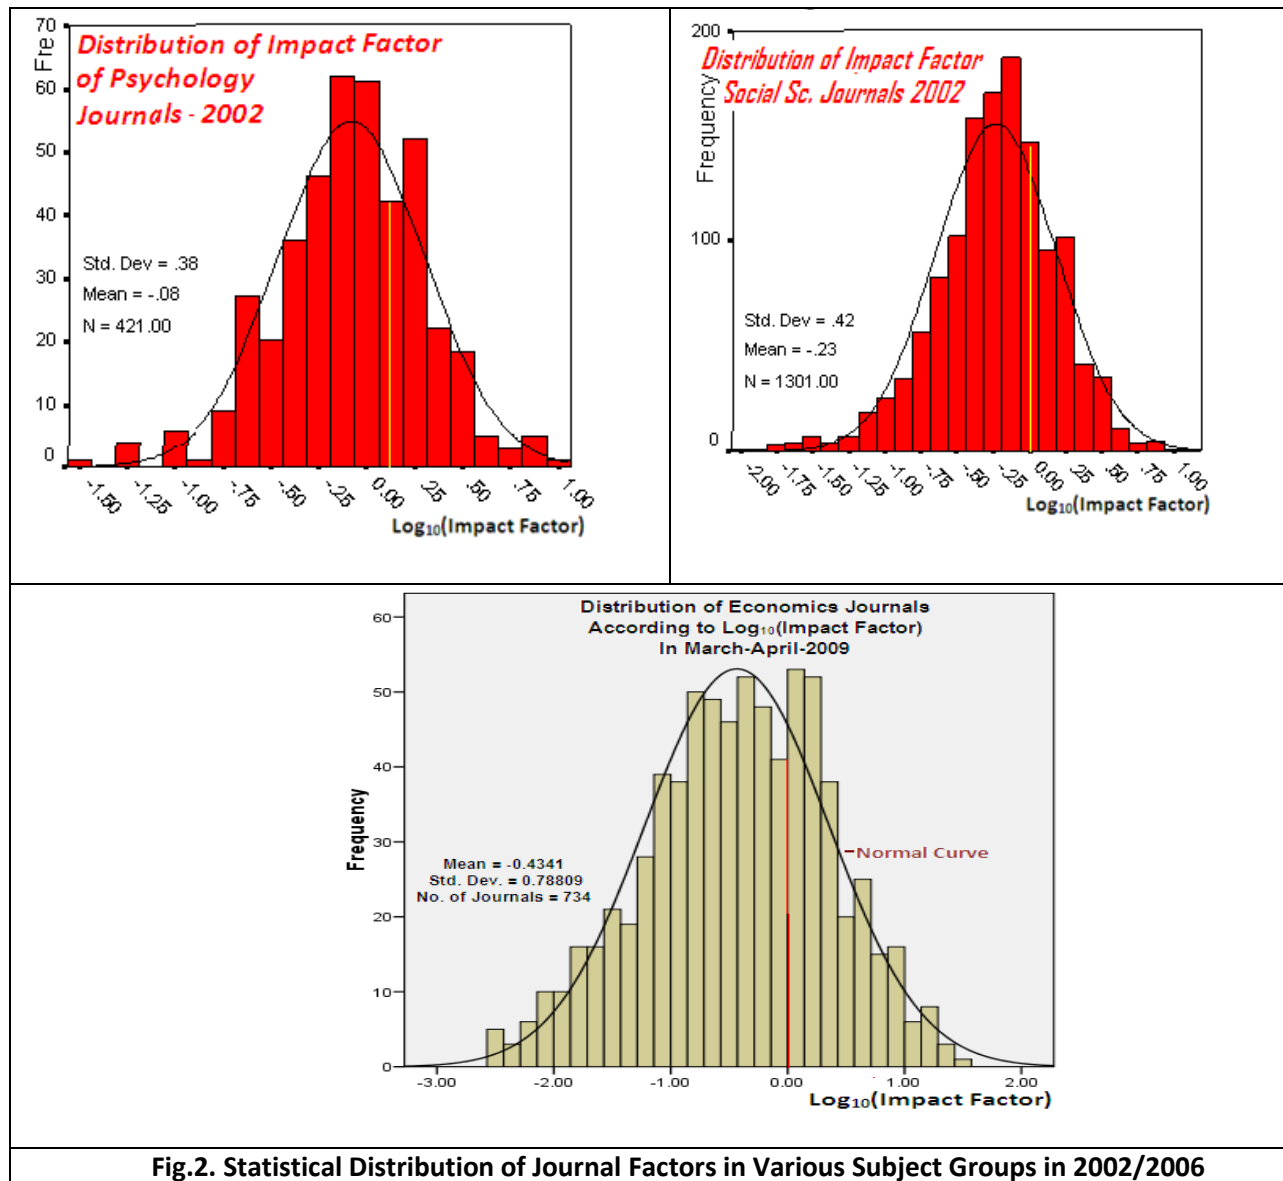 70
Fre
Distribution of Impact Factor
of Psychology
Journals - 2002
60
50
40
30
20
10
0
Std. Dev = .38
Mean = -.08
N = 421.00
-1.50
-1.25
-1.00
-.75
-.50
-.25
0.00
.25
.50
.75
1.00
Log₁₀(Impact Factor)
200
Distribution of Impact Factor
Social Sc. Journals 2002
Frequency
100
0
Std. Dev = .42
Mean = -.23
N = 1301.00
-2.00
-1.75
-1.50
-1.25
-1.00
-.75
-.50
-.25
0.00
.25
.50
.75
1.00
Log₁₀(Impact Factor)
Distribution of Economics Journals
According to Log₁₀(Impact Factor)
In March-April-2009
60
50
40
30
20
10
0
Frequency
Mean = -0.4341
Std. Dev. = 0.78809
No. of Journals = 734
Normal Curve
-3.00 -2.00 -1.00 0.00 1.00 2.00
Log₁₀(Impact Factor)
Fig.2. Statistical Distribution of Journal Factors in Various Subject Groups in 2002/2006